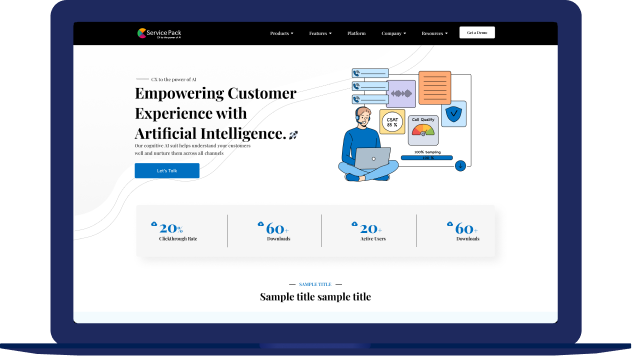 Service Pack
CX to the power of AI
Products
Features
Platform
Company
Resources
Get a Demo
CX to the power of AI
Empowering Customer
Experience with
Artificial Intelligence.
Our cognitive AI suit helps understand your customers
well and nurture them across all channels
Let's Talk
CSAT
85 %
Call Quality
100% Sampling
20%
Clickthrough Rate
60+
Downloads
20+
Active Users
60+
Downloads
SAMPLE TITLE
Sample title sample title